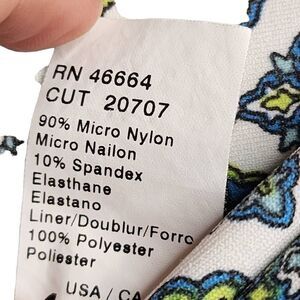 RN 46664
CUT 20707
90% Micro Nylon
Micro Nailon
10% Spandex
Elasthane
Elastano
Liner/Doublur/Forro
100% Polyester
Poliester
USA / CA